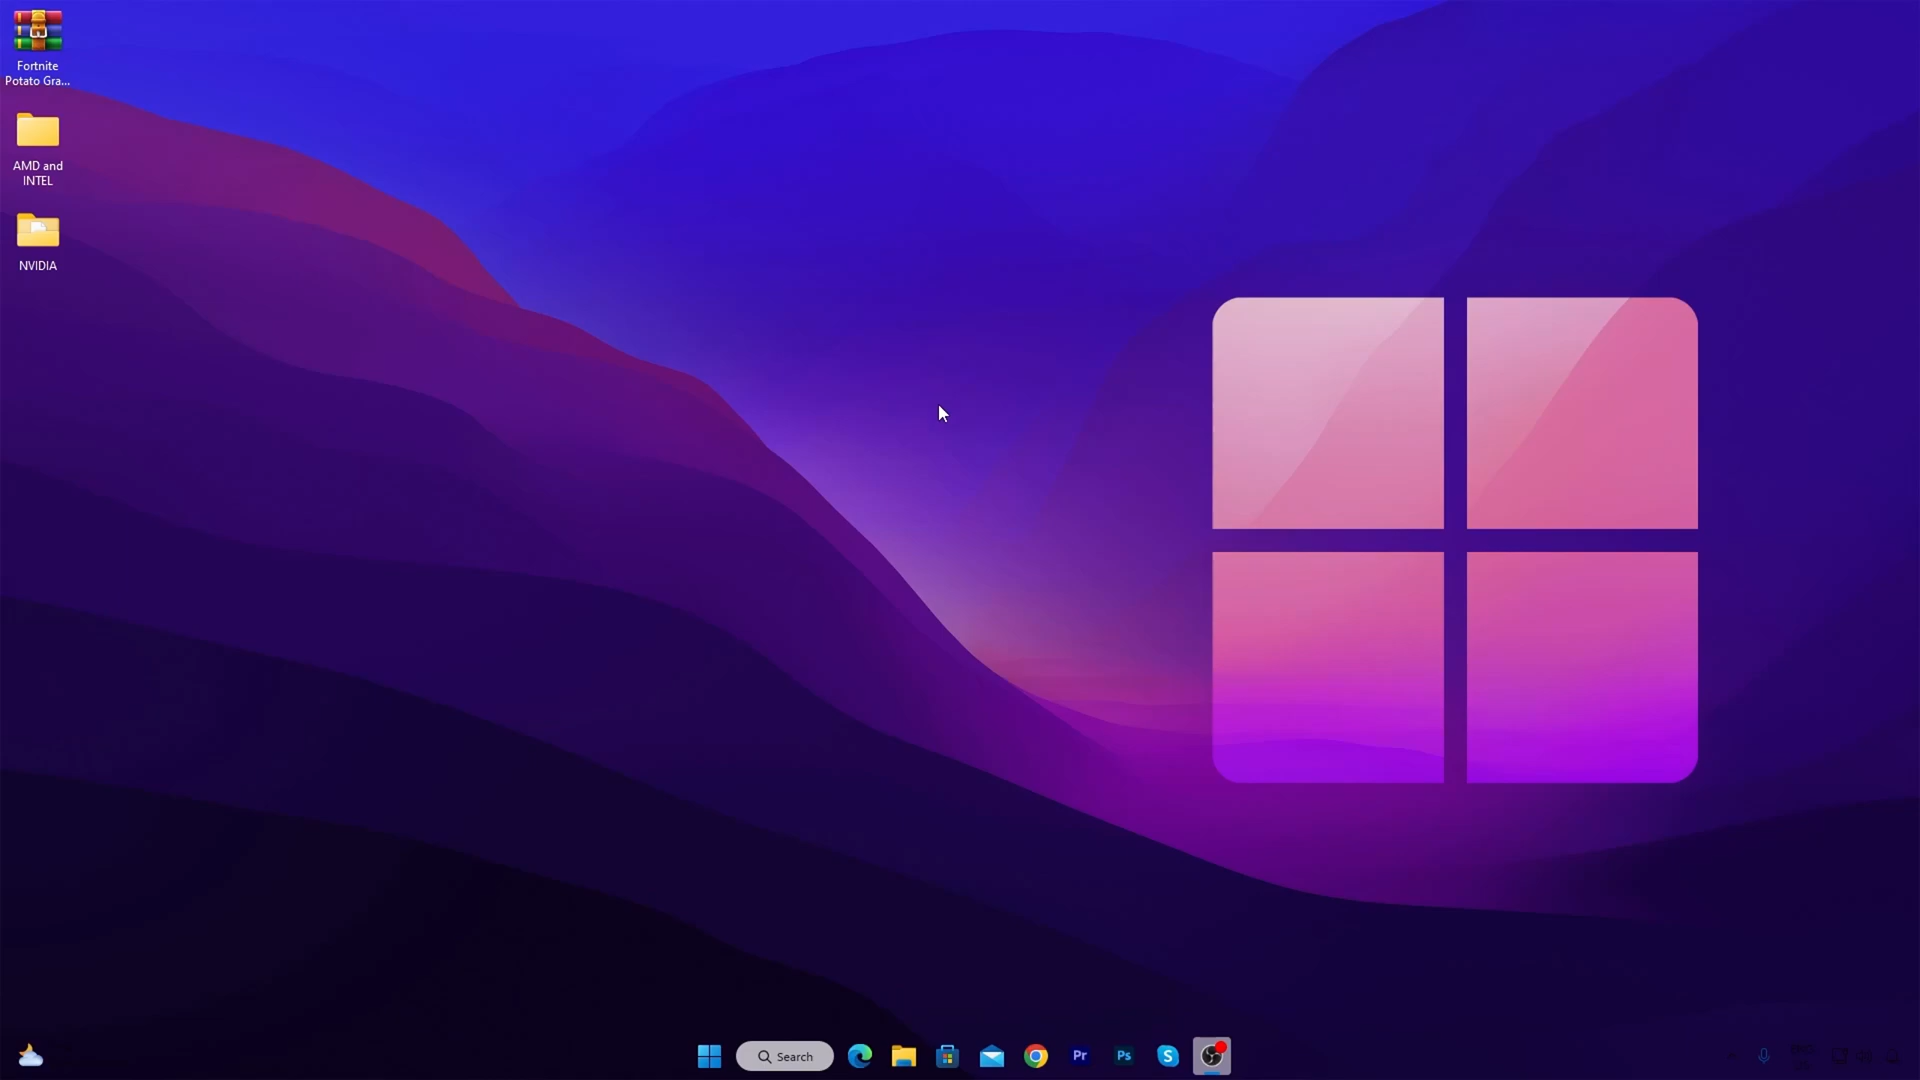 Fortnite
Potato Gra...
AMD and
INTEL
NVIDIA
Search
Pr
Ps
S